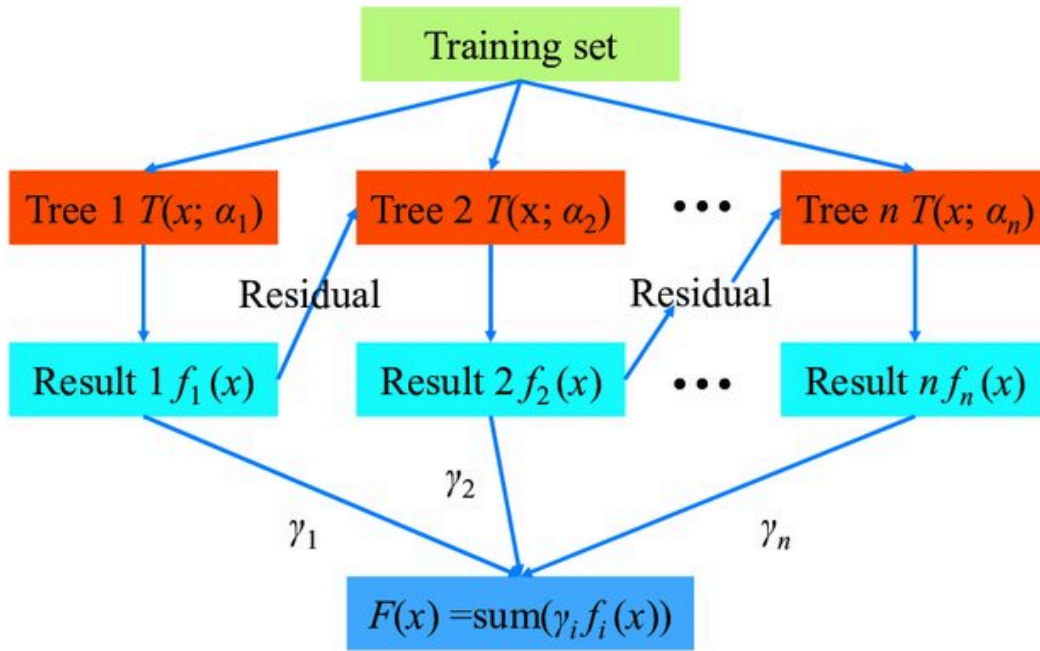 Training set
Tree 1 T(x; α₁)
Tree 2 T(x; α₂)
•••
Tree n T(x; αₙ)
Residual
Residual
Result 1 f₁(x)
Result 2 f₂(x)
•••
Result n fₙ(x)
γ₁
γ₂
γₙ
F(x) =sum(γᵢ fᵢ(x))